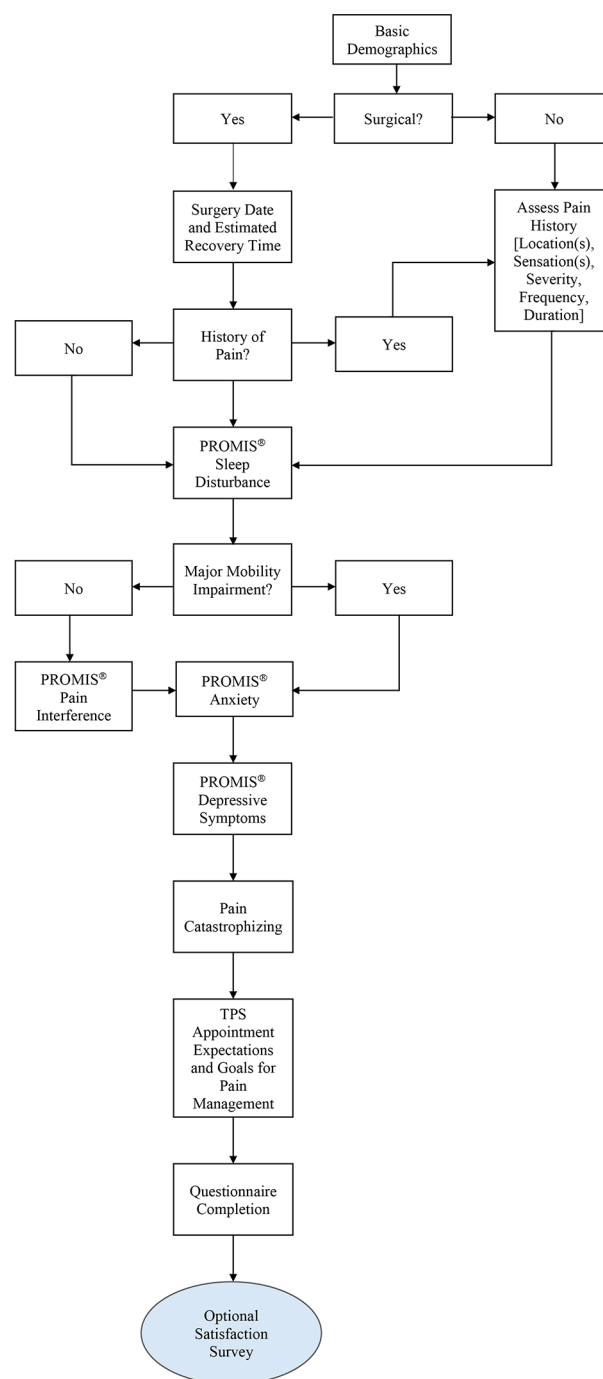 Basic
Demographics
Yes
Surgical?
No
Surgery Date
and Estimated
Recovery Time
Assess Pain
History
[Location(s),
Sensation(s),
Severity,
Frequency,
Duration]
No
History of
Pain?
Yes
PROMIS®
Sleep
Disturbance
No
Major Mobility
Impairment?
Yes
PROMIS®
Pain
Interference
PROMIS®
Anxiety
PROMIS®
Depressive
Symptoms
Pain
Catastrophizing
TPS
Appointment
Expectations
and Goals for
Pain
Management
Questionnaire
Completion
Optional
Satisfaction
Survey